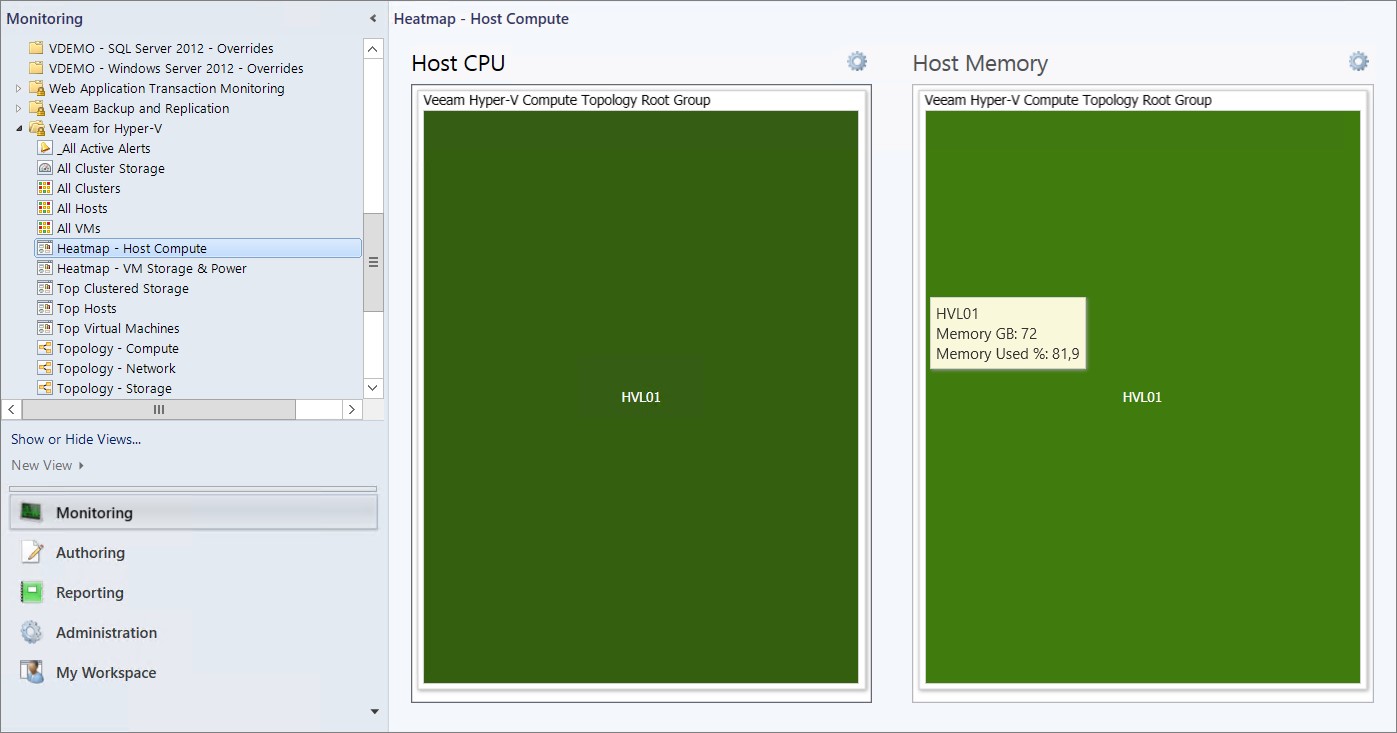 Monitoring
VDEMO - SQL Server 2012 - Overrides
VDEMO - Windows Server 2012 - Overrides
Web Application Transaction Monitoring
Veeam Backup and Replication
Veeam for Hyper-V
_All Active Alerts
All Cluster Storage
All Clusters
All Hosts
All VMs
Heatmap - Host Compute
Heatmap - VM Storage & Power
Top Clustered Storage
Top Hosts
Top Virtual Machines
Topology - Compute
Topology - Network
Topology - Storage
Show or Hide Views...
New View
Monitoring
Authoring
Reporting
Administration
My Workspace
Heatmap - Host Compute
Host CPU
Veeam Hyper-V Compute Topology Root Group
HVL01
Host Memory
Veeam Hyper-V Compute Topology Root Group
HVL01
Memory GB: 72
Memory Used %: 81,9
HVL01